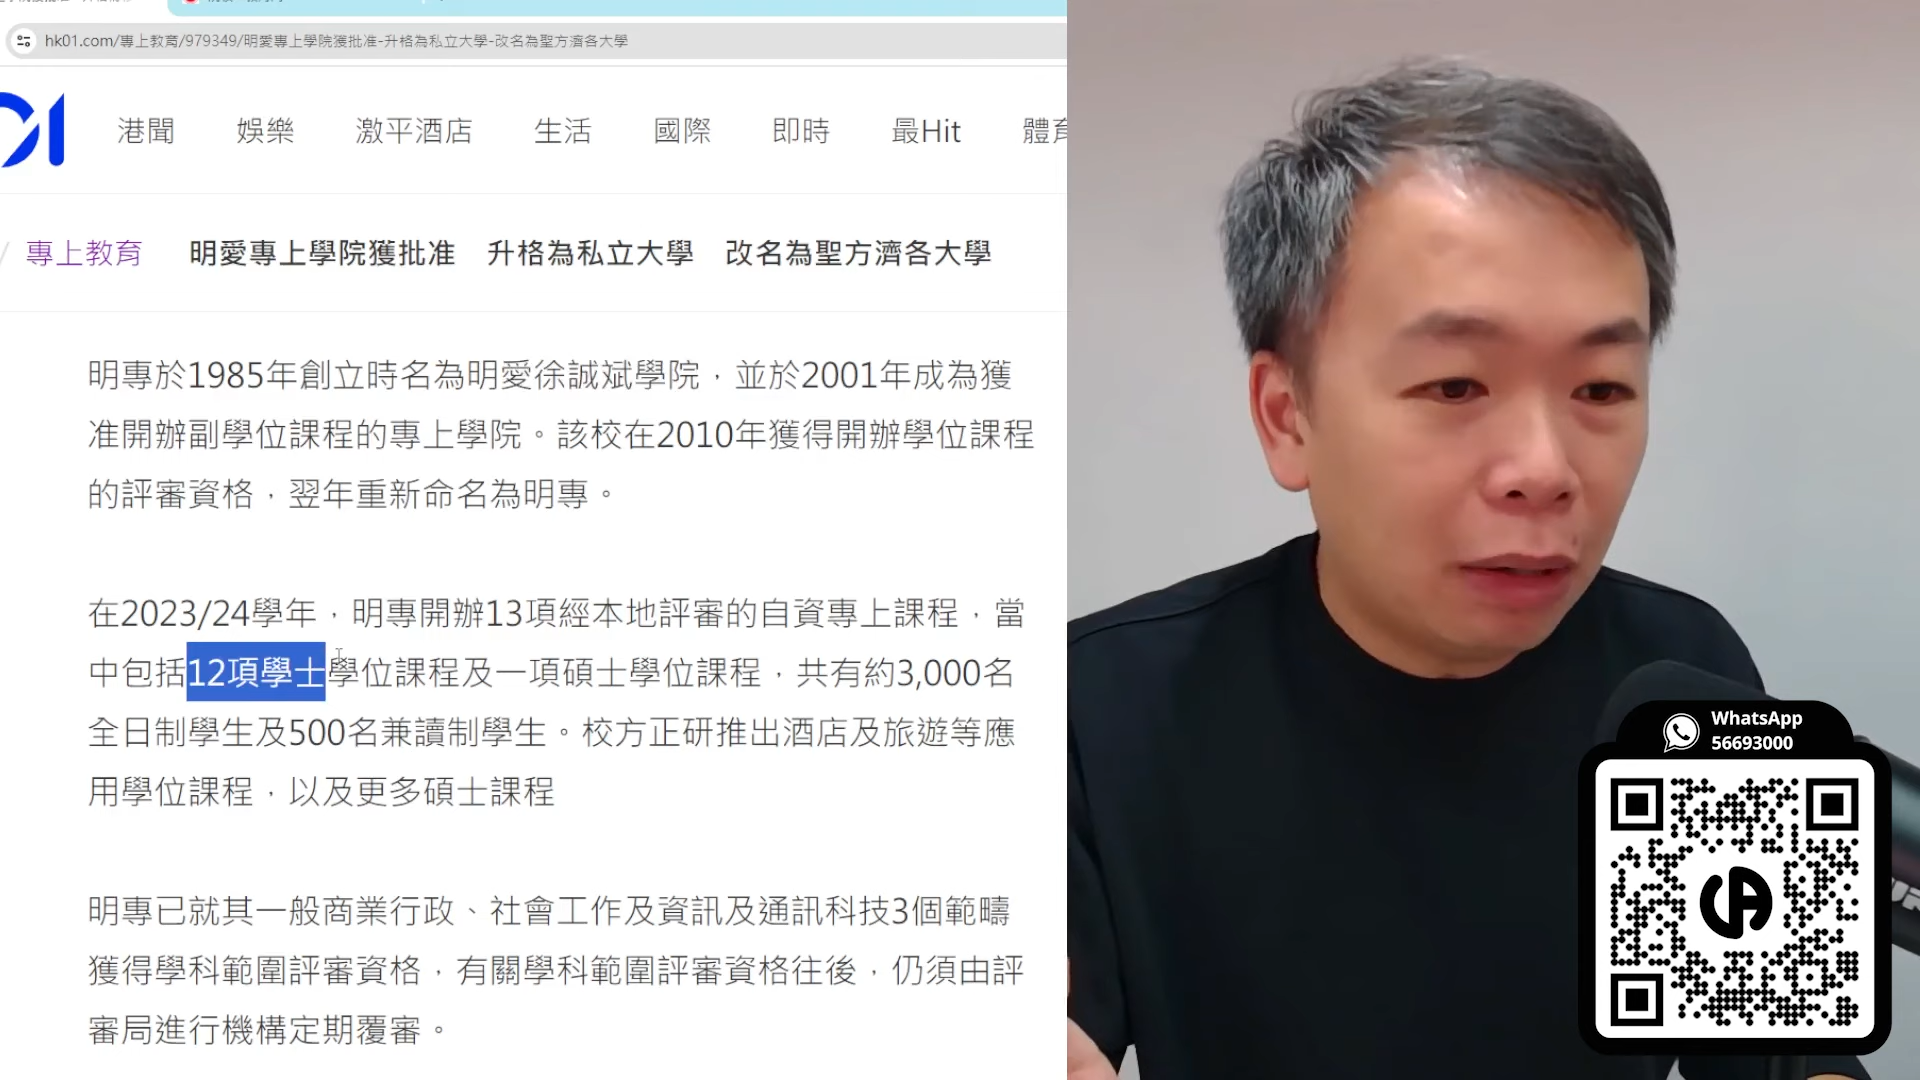 hk01.com/專上教育/979349/明愛專上學院獲批准-升格為私立大學-改名為聖方濟各大學
01
港聞 娛樂 激平酒店 生活 國際 即時 最Hit 體育
/ 專上教育 明愛專上學院獲批准 升格為私立大學 改名為聖方濟各大學
明專於1985年創立時名為明愛徐誠斌學院，並於2001年成為獲
准開辦副學位課程的專上學院。該校在2010年獲得開辦學位課程
的評審資格，翌年重新命名為明專。
在2023/24學年，明專開辦13項經本地評審的自資專上課程，當
中包括12項學士學位課程及一項碩士學位課程，共有約3,000名
全日制學生及500名兼讀制學生。校方正研推出酒店及旅遊等應
用學位課程，以及更多碩士課程
明專已就其一般商業行政、社會工作及資訊及通訊科技3個範疇
獲得學科範圍評審資格，有關學科範圍評審資格往後，仍須由評
審局進行機構定期覆審。
WhatsApp
56693000